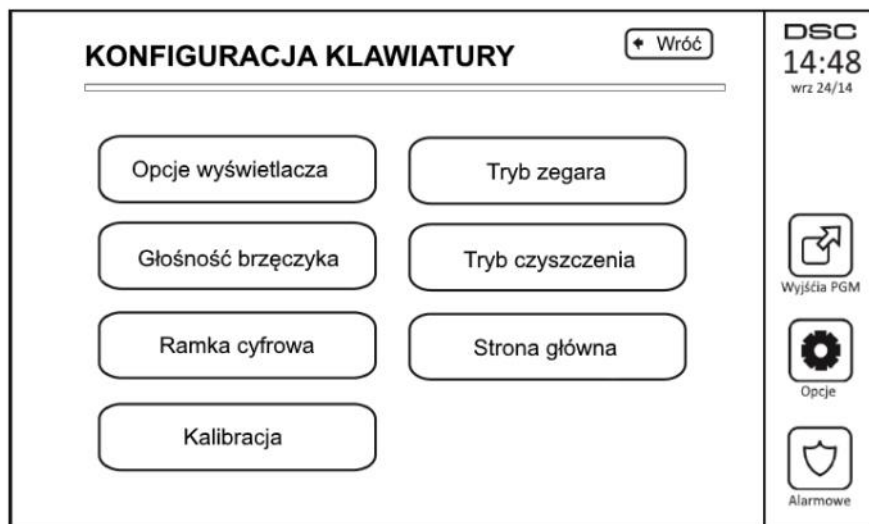 KONFIGURACJA KLAWIATURY
Wróć
Opcje wyświetlacza
Tryb zegara
Głośność brzęczyka
Tryb czyszczenia
Ramka cyfrowa
Strona główna
Kalibracja
DSC
14:48
wrz 24/14
Wyjśćia PGM
Opcje
Alarmowe